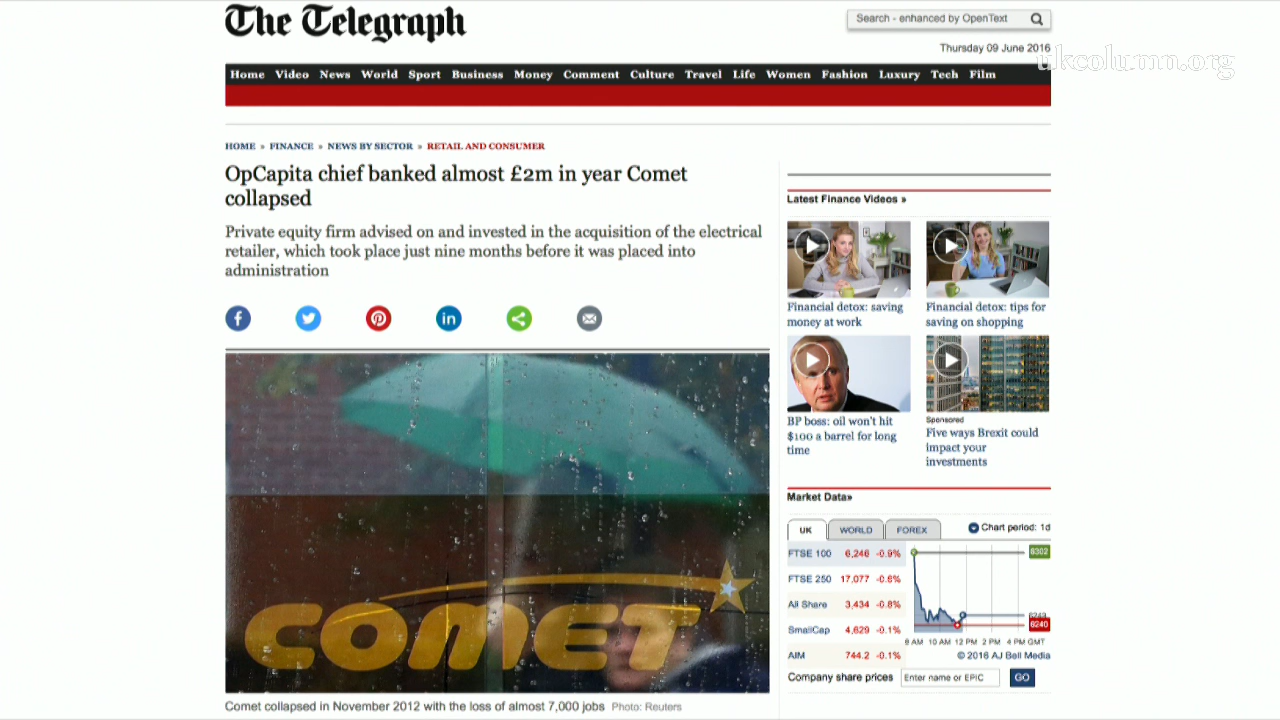 The Telegraph
Search - enhanced by OpenText
Thursday 09 June 2016
ukcolumn.org
Home Video News World Sport Business Money Comment Culture Travel Life Women Fashion Luxury Tech Film
HOME » FINANCE » NEWS BY SECTOR » RETAIL AND CONSUMER
OpCapita chief banked almost £2m in year Comet
collapsed
Private equity firm advised on and invested in the acquisition of the electrical
retailer, which took place just nine months before it was placed into
administration
COMET
Comet collapsed in November 2012 with the loss of almost 7,000 jobs Photo: Reuters
Latest Finance Videos »
Financial detox: saving
money at work
Financial detox: tips for
saving on shopping
BP boss: oil won't hit
$100 a barrel for long
time
Sponsored
Five ways Brexit could
impact your
investments
Market Data»
UK WORLD FOREX Chart period: 1d
FTSE 100 6,246 -0.9%
FTSE 250 17,077 -0.6%
All Share 3,434 -0.8%
SmallCap 4,629 -0.1%
AIM 744.2 -0.1%
6302
6243
6240
8 AM 10 AM 12 PM 2 PM 4 PM GMT
© 2016 AJ Bell Media
Company share prices Enter name or EPIC GO